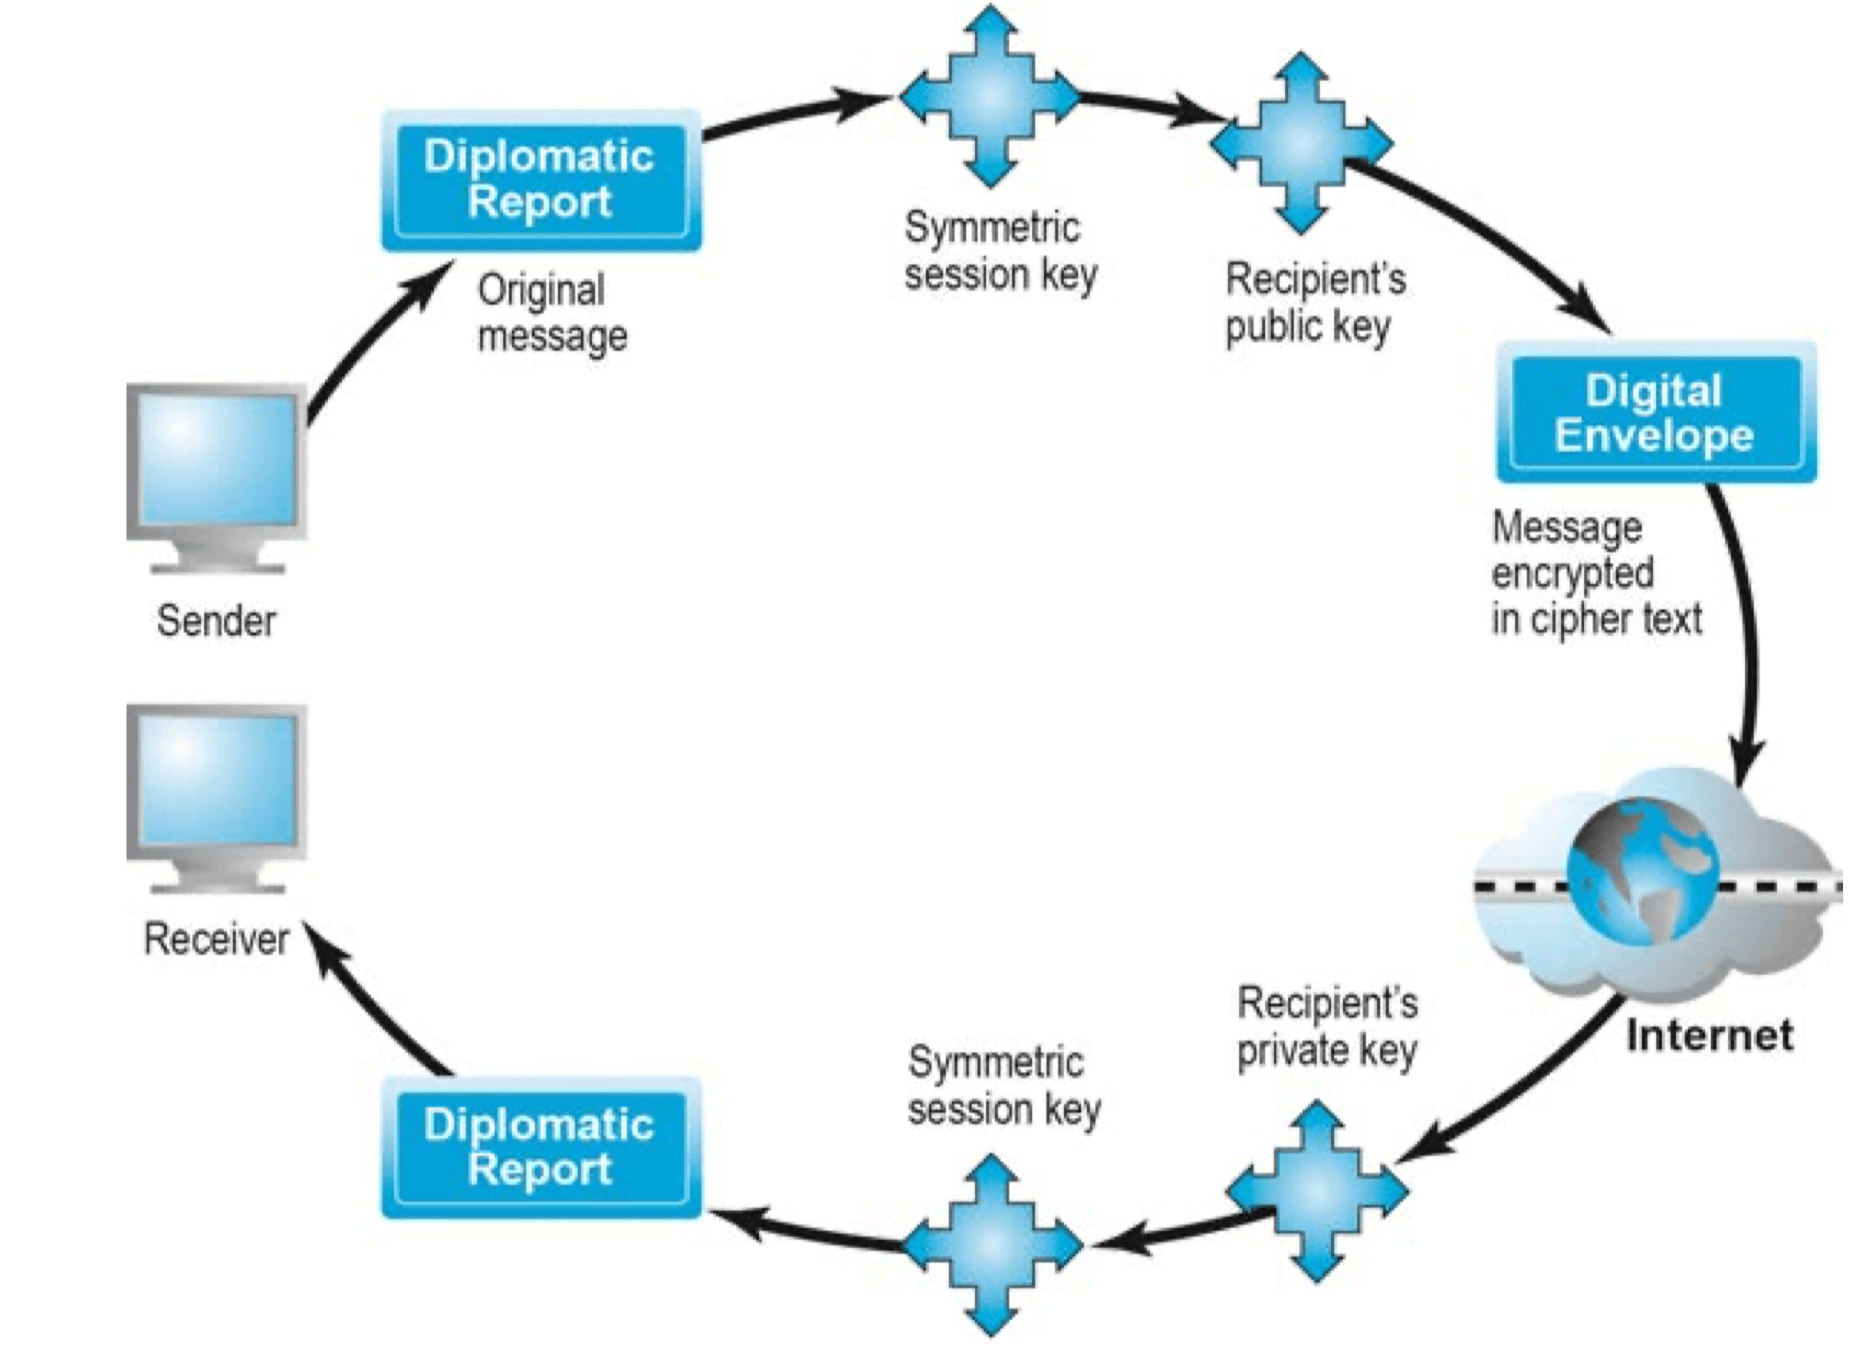 Diplomatic
Report
Original
message
Symmetric
session key
Recipient's
public key
Digital
Envelope
Message
encrypted
in cipher text
Sender
Receiver
Internet
Recipient's
private key
Symmetric
session key
Diplomatic
Report